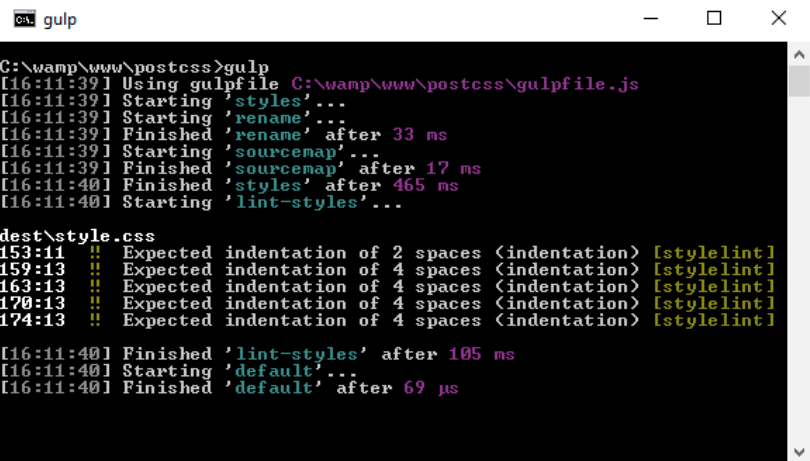 gulp
C:\wamp\www\postcss>gulp
[16:11:39] Using gulpfile C:\wamp\www\postcss\gulpfile.js
[16:11:39] Starting 'styles'...
[16:11:39] Starting 'rename'...
[16:11:39] Finished 'rename' after 33 ms
[16:11:39] Starting 'sourcemap'...
[16:11:39] Finished 'sourcemap' after 17 ms
[16:11:40] Finished 'styles' after 465 ms
[16:11:40] Starting 'lint-styles'...
dest\style.css
153:11 ‼ Expected indentation of 2 spaces (indentation) [stylelint]
159:13 ‼ Expected indentation of 4 spaces (indentation) [stylelint]
163:13 ‼ Expected indentation of 4 spaces (indentation) [stylelint]
170:13 ‼ Expected indentation of 4 spaces (indentation) [stylelint]
174:13 ‼ Expected indentation of 4 spaces (indentation) [stylelint]
[16:11:40] Finished 'lint-styles' after 105 ms
[16:11:40] Starting 'default'...
[16:11:40] Finished 'default' after 69 μs